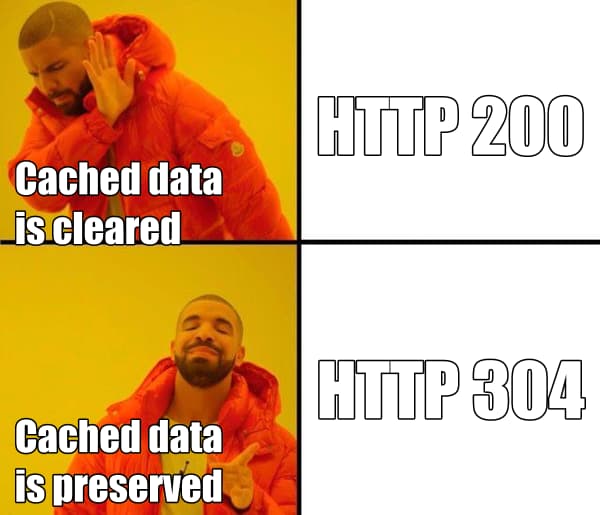 Cached data
is cleared
HTTP 200
Cached data
is preserved
HTTP 304